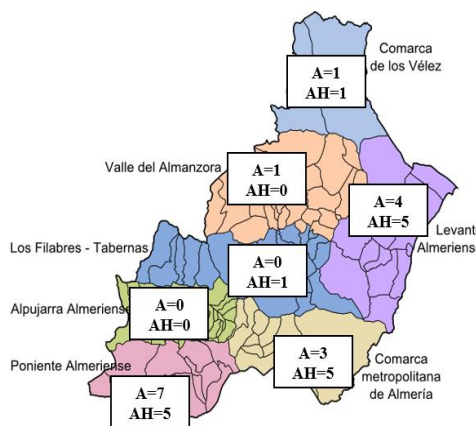 Comarca
de los Vélez
A=1
AH=1
Valle del Almanzora
A=1
AH=0
A=4
AH=5
Levante
Almeriense
Los Filabres - Tabernas
A=0
AH=1
Alpujarra Almeriense
A=0
AH=0
Poniente Almeriense
A=3
AH=5
Comarca
metropolitana
de Almería
A=7
AH=5